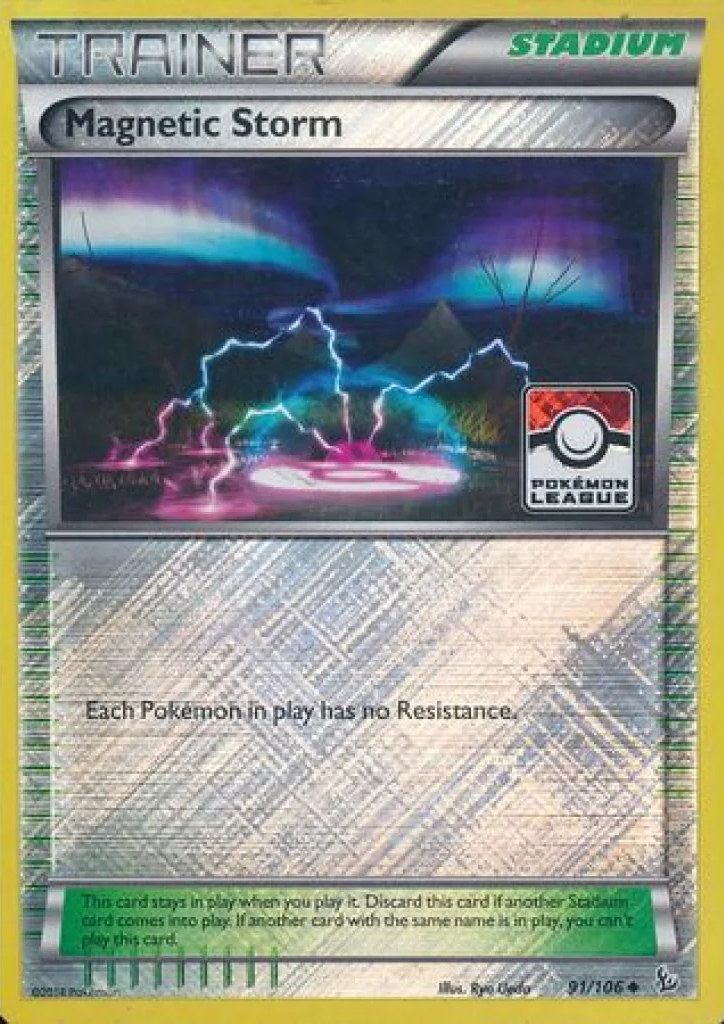 TRAINER
STADIUM
Magnetic Storm
POKÉMON
LEAGUE
Each Pokémon in play has no Resistance.
This card stays in play when you play it. Discard this card if another Stadium
card comes into play. If another card with the same name is in play, you can't
play this card.
©2014 Pokémon
Illus. Ryo Ueda
91/106